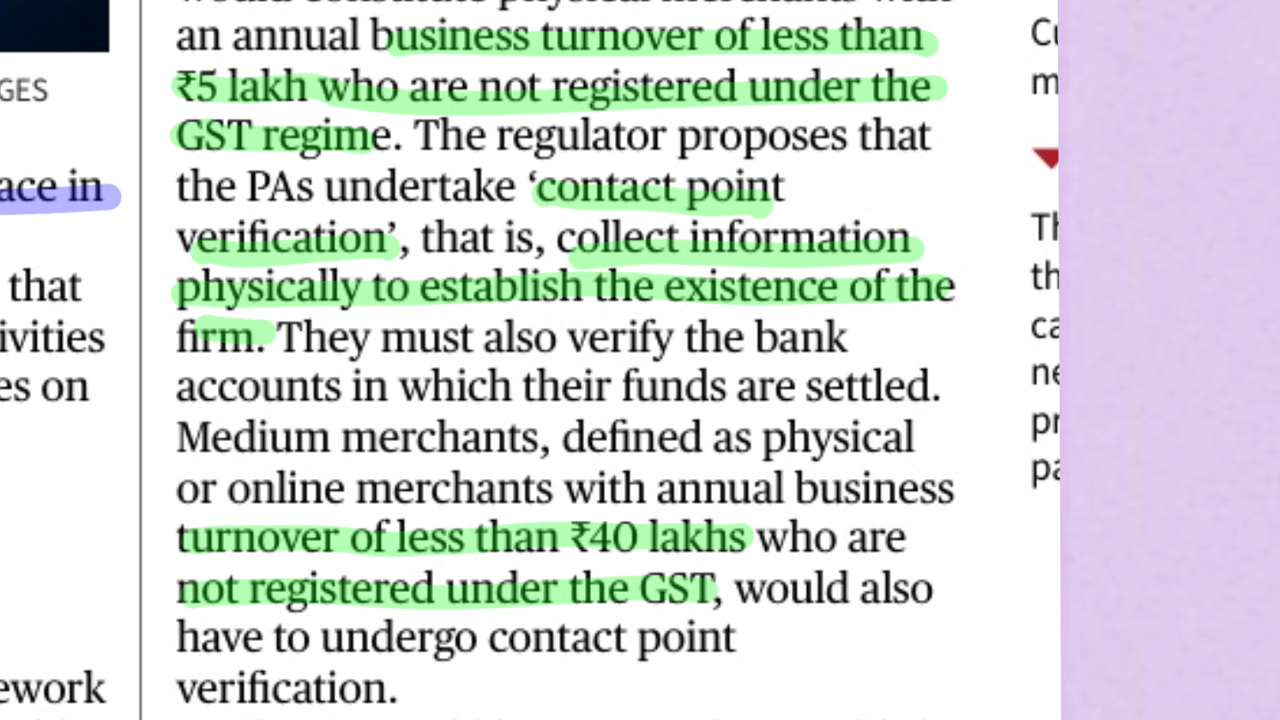 an annual business turnover of less than
₹5 lakh who are not registered under the
GST regime. The regulator proposes that
the PAs undertake ‘contact point
verification’, that is, collect information
physically to establish the existence of the
firm. They must also verify the bank
accounts in which their funds are settled.
Medium merchants, defined as physical
or online merchants with annual business
turnover of less than ₹40 lakhs who are
not registered under the GST, would also
have to undergo contact point
verification.
in
that
on